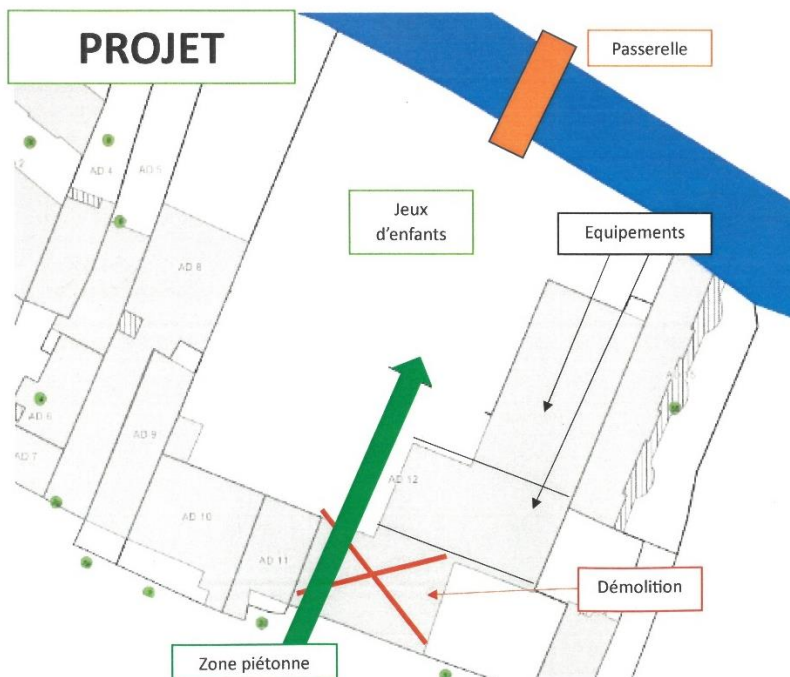 PROJET
Passerelle
AD 4
AD 5
Jeux
d'enfants
Equipements
AD 8
AD 6
AD 7
AD 9
AD 12
AD 10
AD 11
Démolition
Zone piétonne